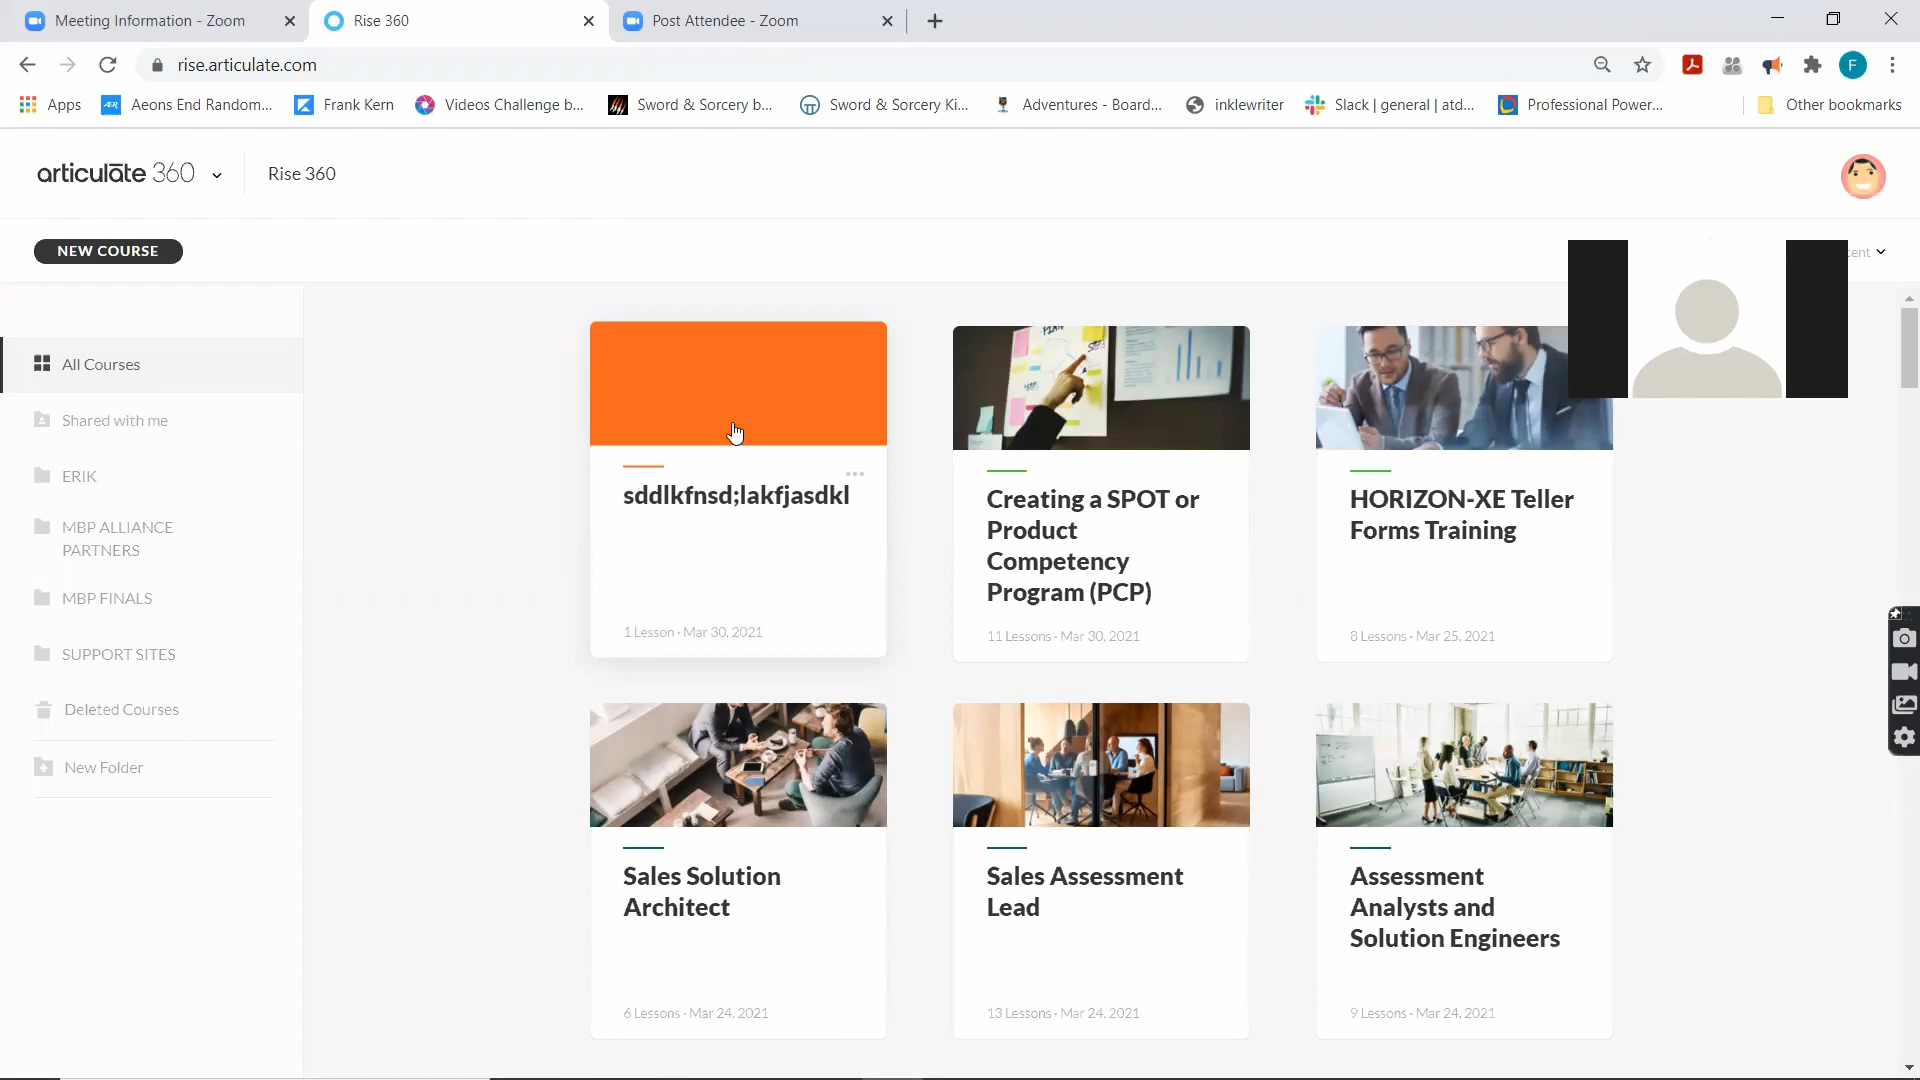 Meeting Information - Zoom
Rise 360
Post Attendee - Zoom
rise.articulate.com
F
Apps
Aeons End Random...
Frank Kern
Videos Challenge b...
Sword & Sorcery b...
Sword & Sorcery Ki...
Adventures - Board...
inklewriter
Slack | general | atd...
Professional Power...
Other bookmarks
articulate 360
Rise 360
NEW COURSE
All Courses
Shared with me
ERIK
MBP ALLIANCE
PARTNERS
MBP FINALS
SUPPORT SITES
Deleted Courses
New Folder
sddlkfnsd;lakfjasdkl
1 Lesson · Mar 30, 2021
Creating a SPOT or
Product
Competency
Program (PCP)
11 Lessons · Mar 30, 2021
HORIZON-XE Teller
Forms Training
8 Lessons · Mar 25, 2021
Sales Solution
Architect
6 Lessons · Mar 24, 2021
Sales Assessment
Lead
13 Lessons · Mar 24, 2021
Assessment
Analysts and
Solution Engineers
9 Lessons · Mar 24, 2021